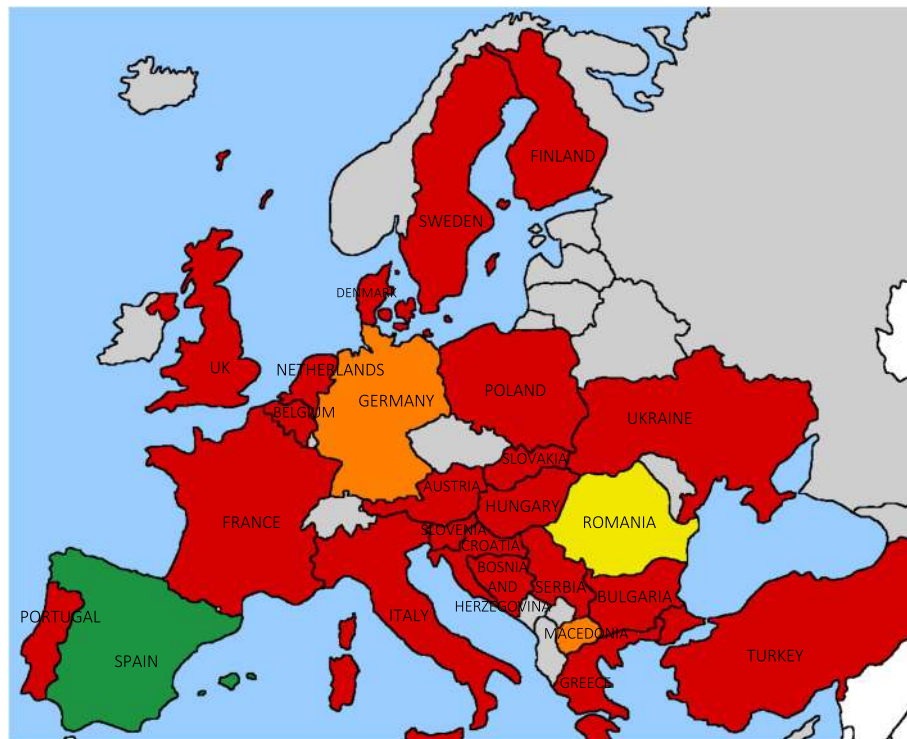 FINLAND
SWEDEN
DENMARK
UK
NETHERLANDS
BELGIUM
GERMANY
POLAND
UKRAINE
SLOVAKIA
AUSTRIA
HUNGARY
FRANCE
ROMANIA
SLOVENIA
CROATIA
BOSNIA
AND
HERZEGOVINA
SERBIA
BULGARIA
PORTUGAL
ITALY
MACEDONIA
SPAIN
TURKEY
GREECE